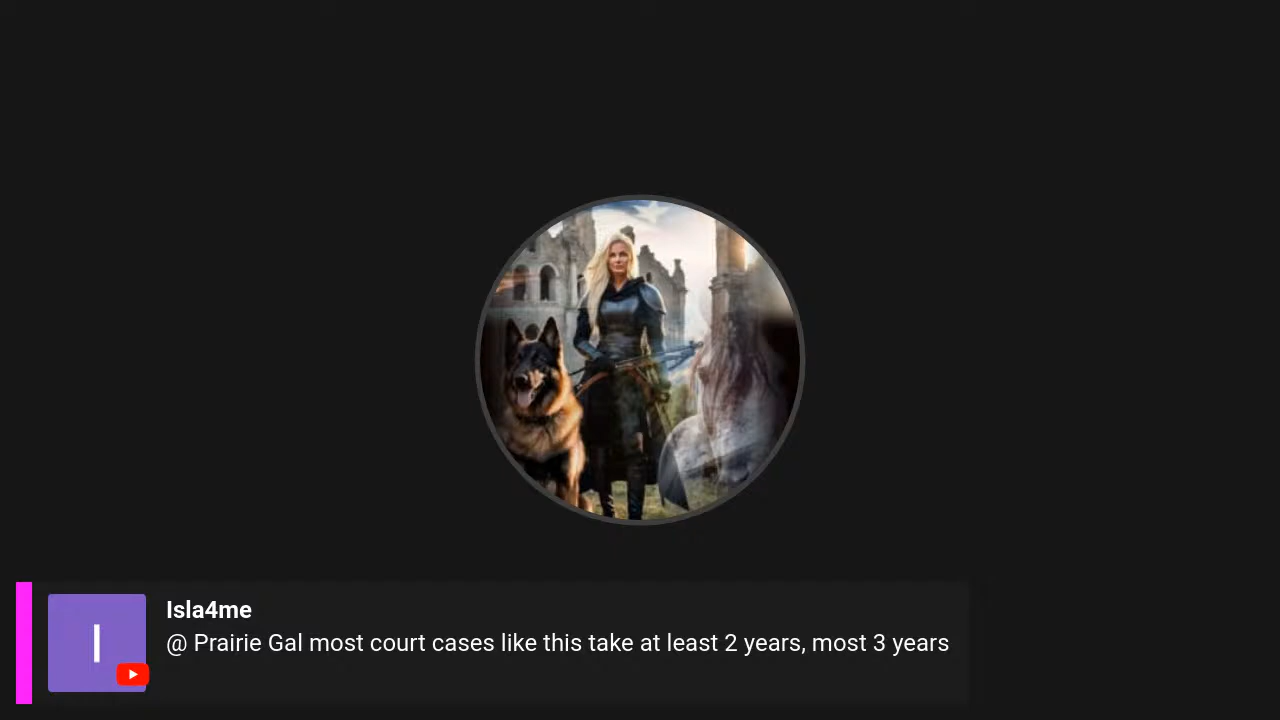 I
Isla4me
@ Prairie Gal most court cases like this take at least 2 years, most 3 years